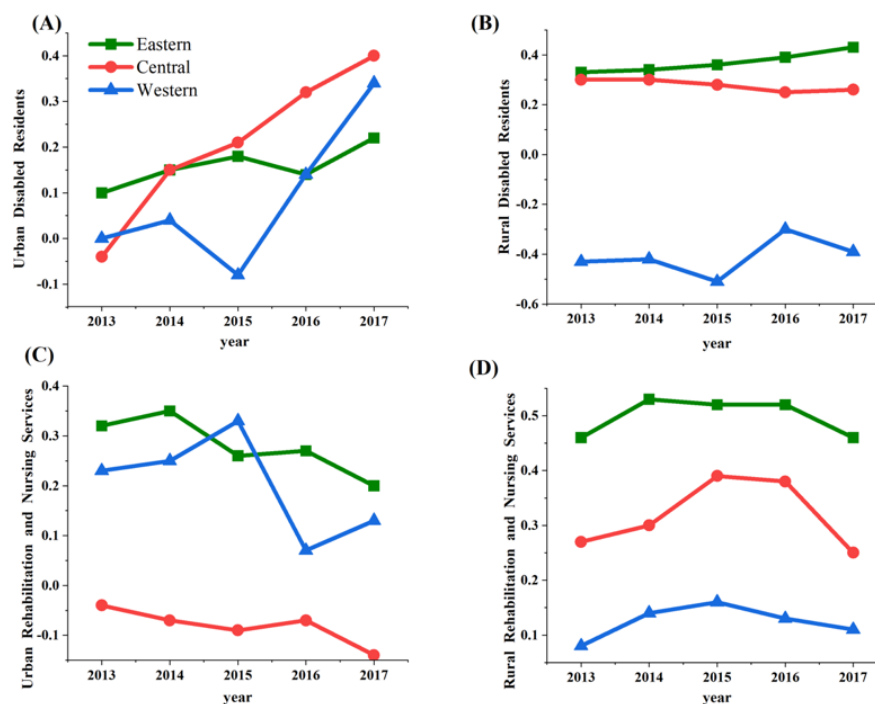 (A)
Eastern
Central
Western
0.4
0.3
0.2
0.1
0.0
-0.1
Urban Disabled Residents
2013 2014 2015 2016 2017
year
(B)
0.4
0.2
0.0
-0.2
-0.4
-0.6
Rural Disabled Residents
2013 2014 2015 2016 2017
year
(C)
0.4
0.3
0.2
0.1
0.0
-0.1
Urban Rehabilitation and Nursing Services
2013 2014 2015 2016 2017
year
(D)
0.5
0.4
0.3
0.2
0.1
Rural Rehabilitation and Nursing Services
2013 2014 2015 2016 2017
year